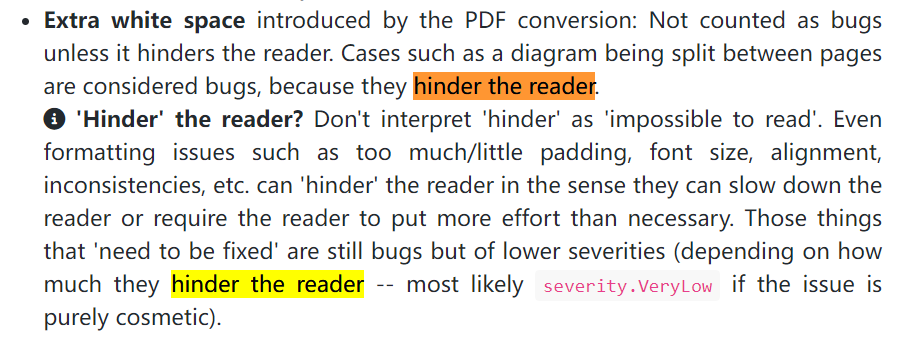 Extra white space introduced by the PDF conversion: Not counted as bugs
unless it hinders the reader. Cases such as a diagram being split between pages
are considered bugs, because they hinder the reader.
'Hinder' the reader? Don't interpret 'hinder' as 'impossible to read'. Even
formatting issues such as too much/little padding, font size, alignment,
inconsistencies, etc. can 'hinder' the reader in the sense they can slow down the
reader or require the reader to put more effort than necessary. Those things
that 'need to be fixed' are still bugs but of lower severities (depending on how
much they hinder the reader -- most likely severity.VeryLow if the issue is
purely cosmetic).